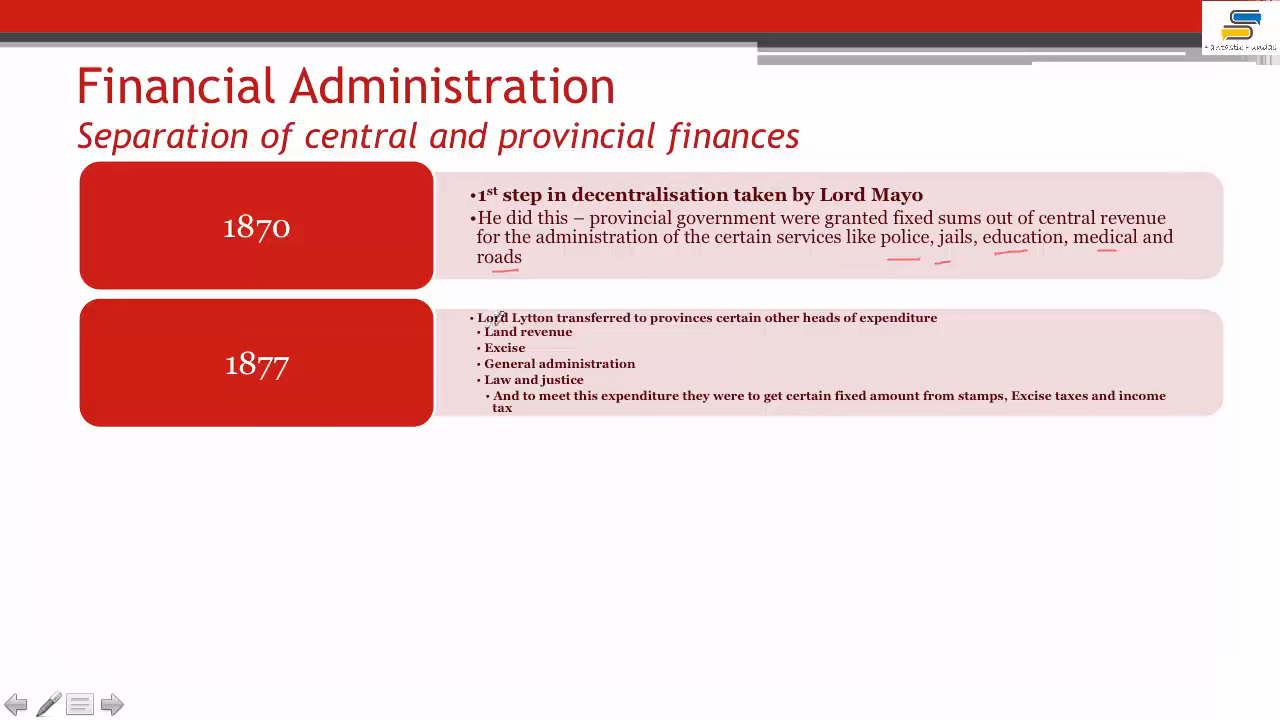 Fantastic Fundas
Financial Administration
Separation of central and provincial finances
1870
•1st step in decentralisation taken by Lord Mayo
•He did this – provincial government were granted fixed sums out of central revenue
for the administration of the certain services like police, jails, education, medical and
roads
1877
• Lord Lytton transferred to provinces certain other heads of expenditure
• Land revenue
• Excise
• General administration
• Law and justice
• And to meet this expenditure they were to get certain fixed amount from stamps, Excise taxes and income
tax